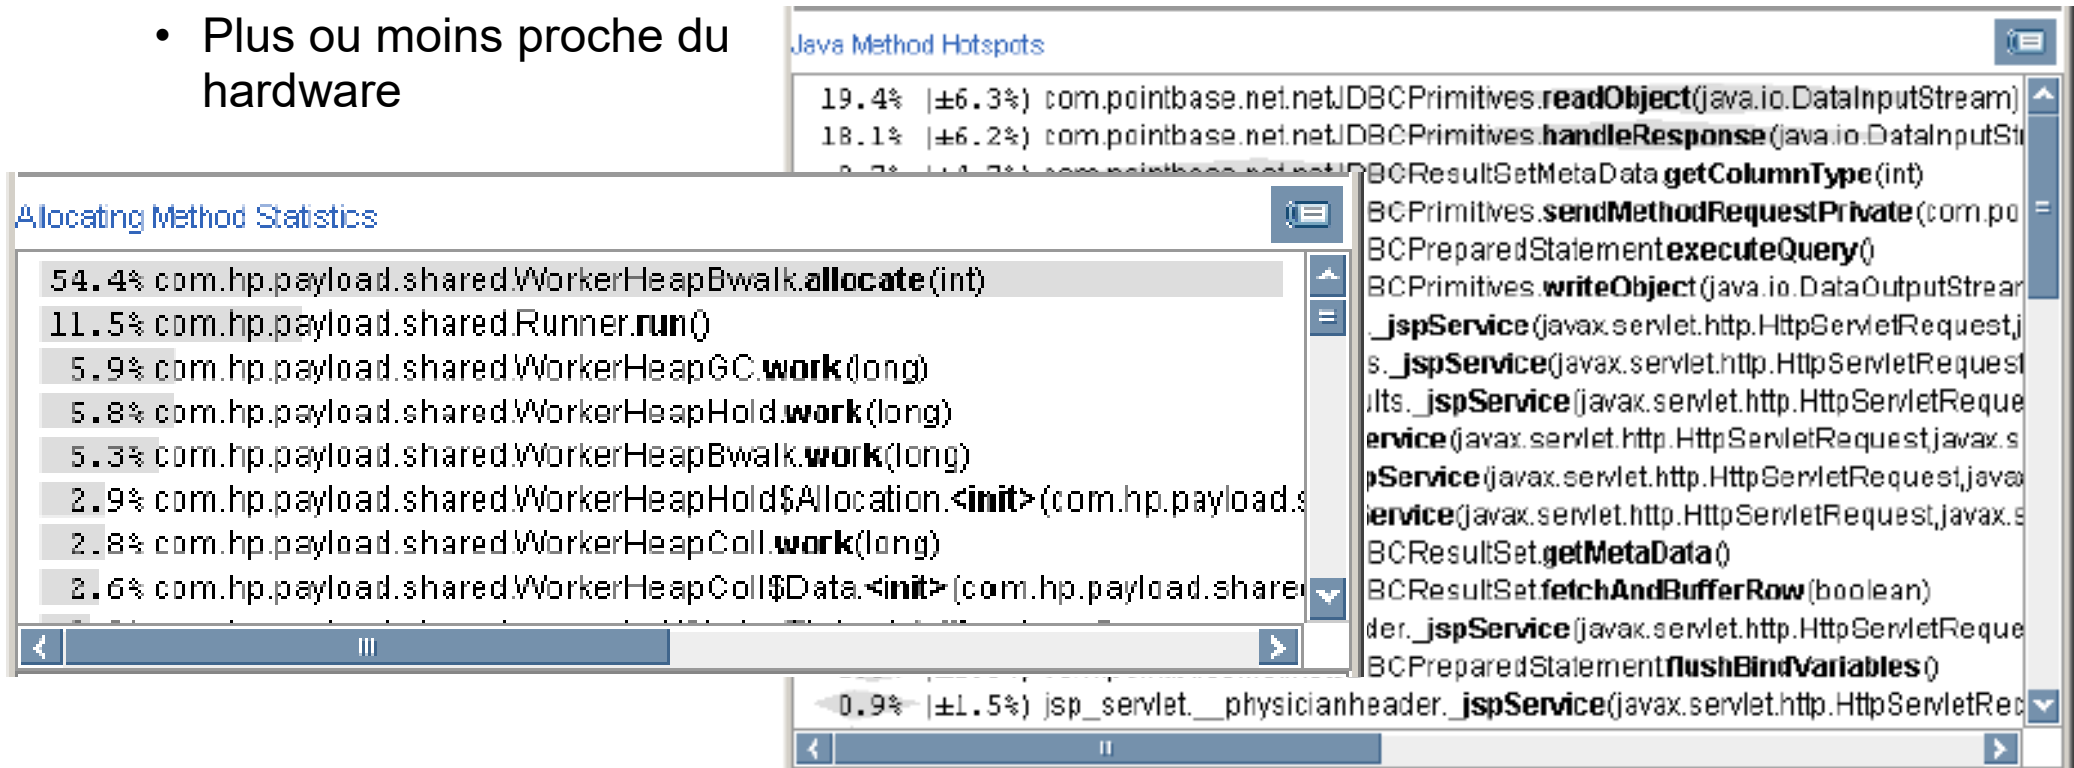 • Plus ou moins proche du
hardware
Java Method Hotspots
19.4% (±6.3%) com.pointbase.net.netJDBCPrimitives.readObject(java.io.DataInputStream)
18.1% (±6.2%) com.pointbase.net.netJDBCPrimitives.handleResponse(java.io.DataInputStr
com.pointbase.net.netJDBCResultSetMetaData.getColumnType(int)
BCPrimitives.sendMethodRequestPrivate(com.po
BCPreparedStatement.executeQuery()
BCPrimitives.writeObject(java.io.DataOutputStrear
._jspService(javax.servlet.http.HttpServletRequest,j
s._jspService(javax.servlet.http.HttpServletRequest
ults._jspService(javax.servlet.http.HttpServletReque
ervice(javax.servlet.http.HttpServletRequest,javax.s
pService(javax.servlet.http.HttpServletRequest,javax
ervice(javax.servlet.http.HttpServletRequest,javax.s
BCResultSet.getMetaData()
BCResultSet.fetchAndBufferRow(boolean)
der._jspService(javax.servlet.http.HttpServletReque
BCPreparedStatement.flushBindVariables()
0.9% (±1.5%) jsp_servlet.__physicianheader._jspService(javax.servlet.http.HttpServletRec
Allocating Method Statistics
54.4% com.hp.payload.shared.WorkerHeapBwalk.allocate(int)
11.5% com.hp.payload.shared.Runner.run()
5.9% com.hp.payload.shared.WorkerHeapGC.work(long)
5.8% com.hp.payload.shared.WorkerHeapHold.work(long)
5.3% com.hp.payload.shared.WorkerHeapBwalk.work(long)
2.9% com.hp.payload.shared.WorkerHeapHold$Allocation.<init>(com.hp.payload.s
2.8% com.hp.payload.shared.WorkerHeapColl.work(long)
2.6% com.hp.payload.shared.WorkerHeapColl$Data.<init>(com.hp.payload.share